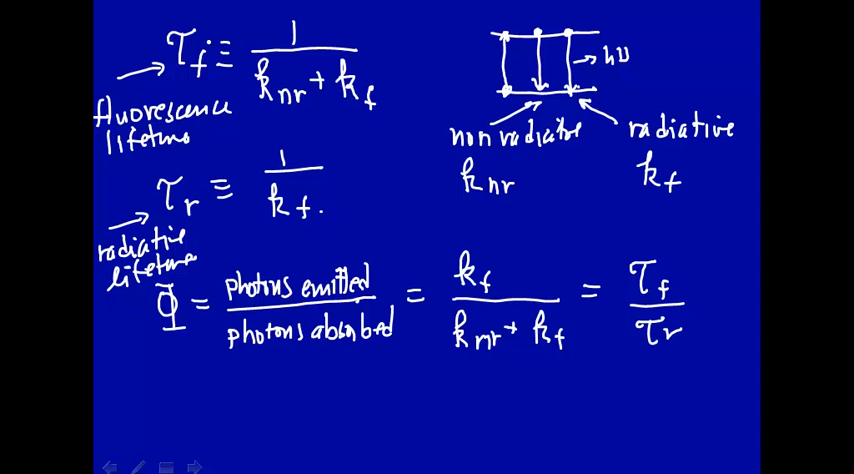 τf ≡ 1 / (knr + kf)
fluorescence
lifetime
hν
non radiative
knr
radiative
kf
τr ≡ 1 / kf.
radiative
lifetime
Φ = photons emitted / photons absorbed = kf / (knr + kf) = τf / τr